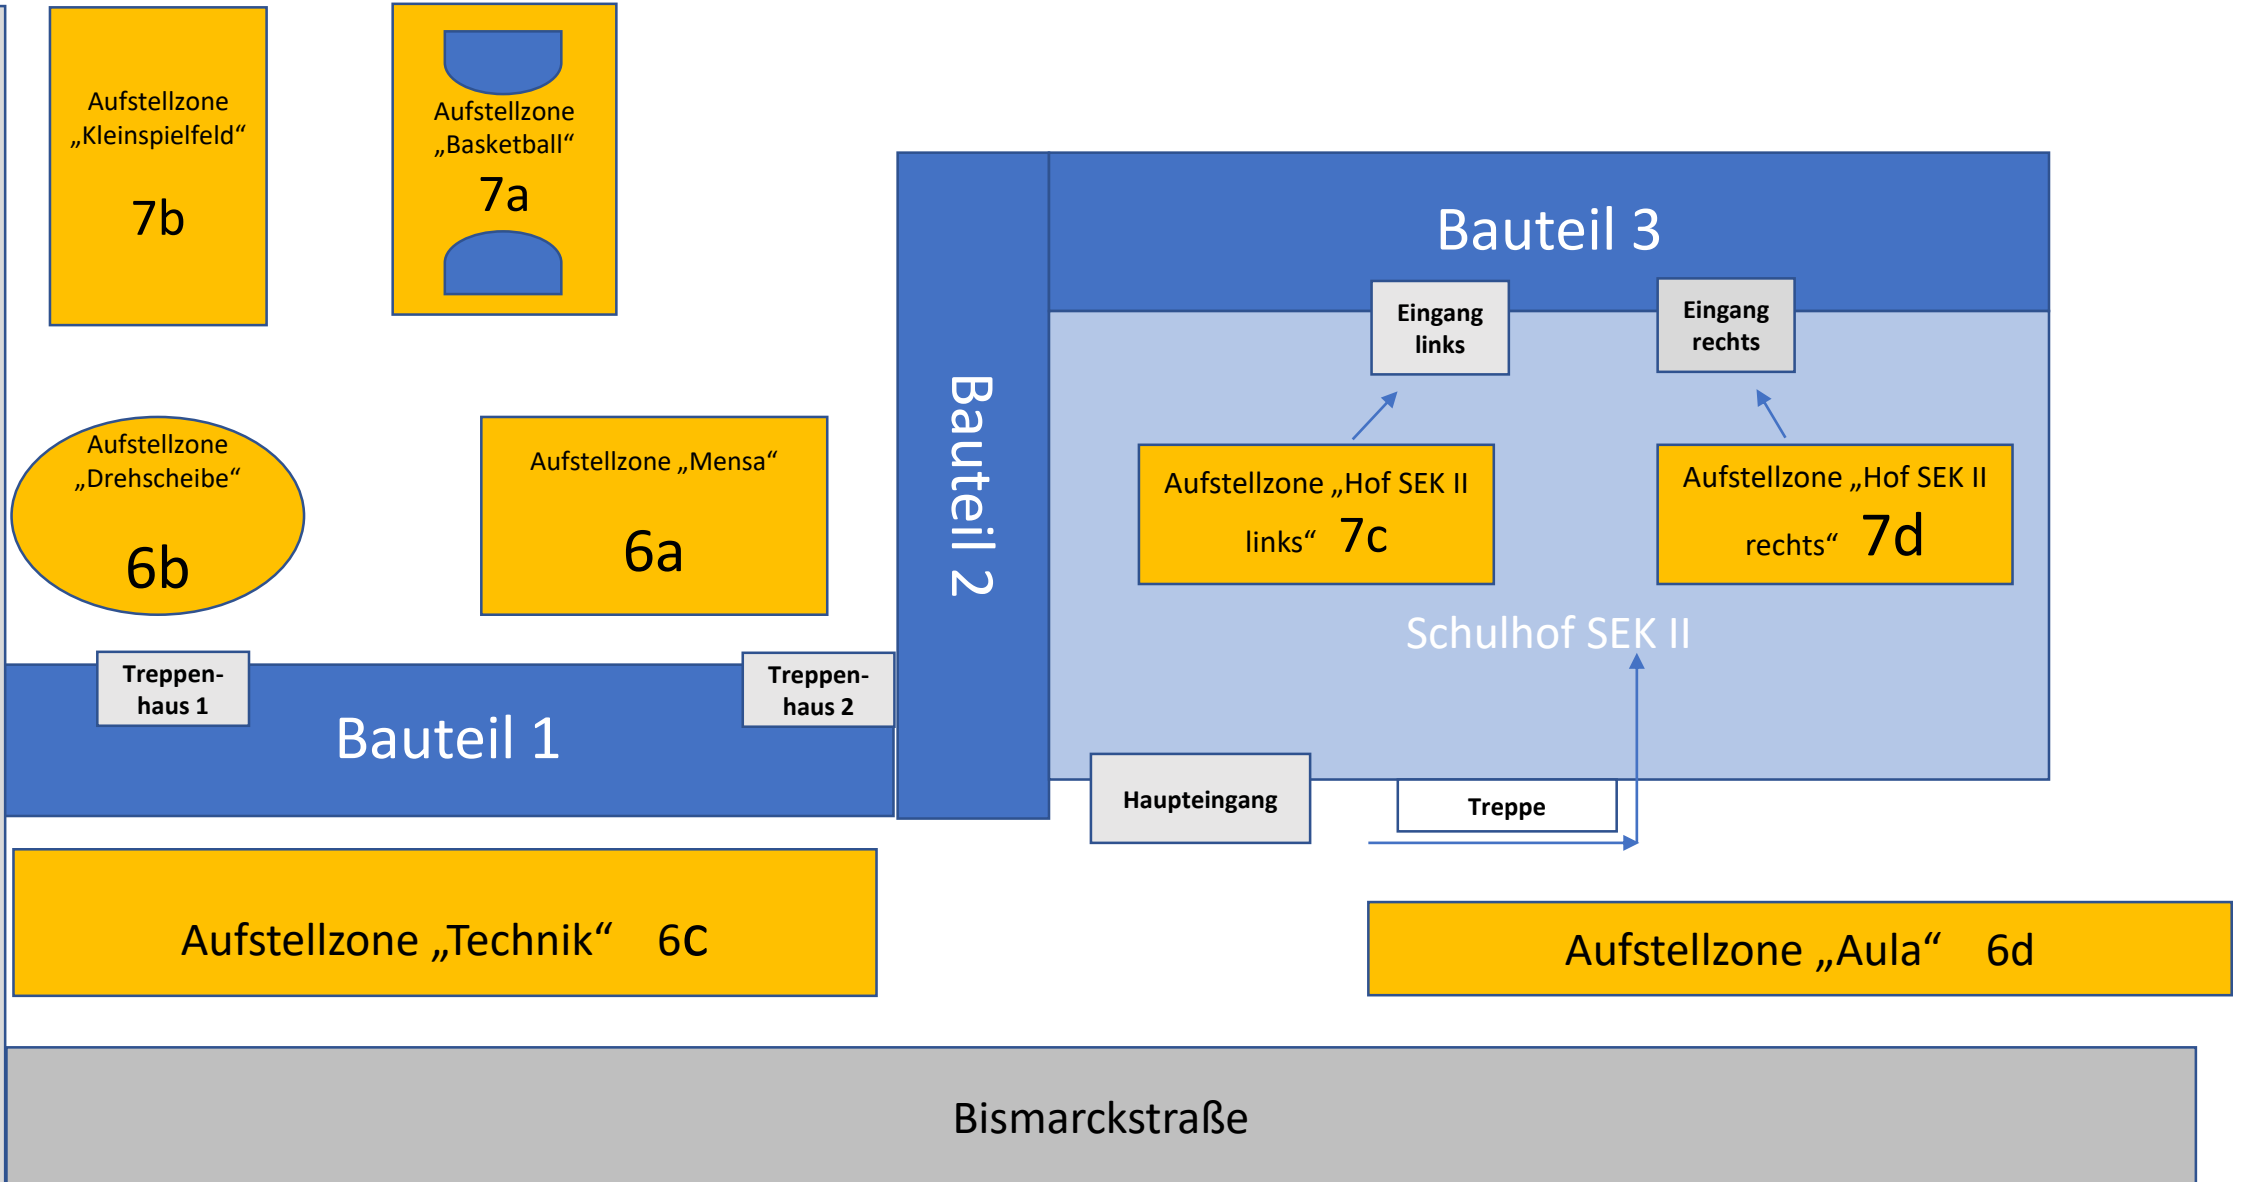 Aufstellzone
„Kleinspielfeld“
7b
Aufstellzone
„Basketball“
7a
Bauteil 3
Eingang
links
Eingang
rechts
Bauteil 2
Aufstellzone
„Drehscheibe“
6b
Aufstellzone „Mensa“
6a
Aufstellzone „Hof SEK II
links“ 7c
Aufstellzone „Hof SEK II
rechts“ 7d
Schulhof SEK II
Treppen-
haus 1
Treppen-
haus 2
Bauteil 1
Haupteingang
Treppe
Aufstellzone „Technik“ 6c
Aufstellzone „Aula“ 6d
Bismarckstraße